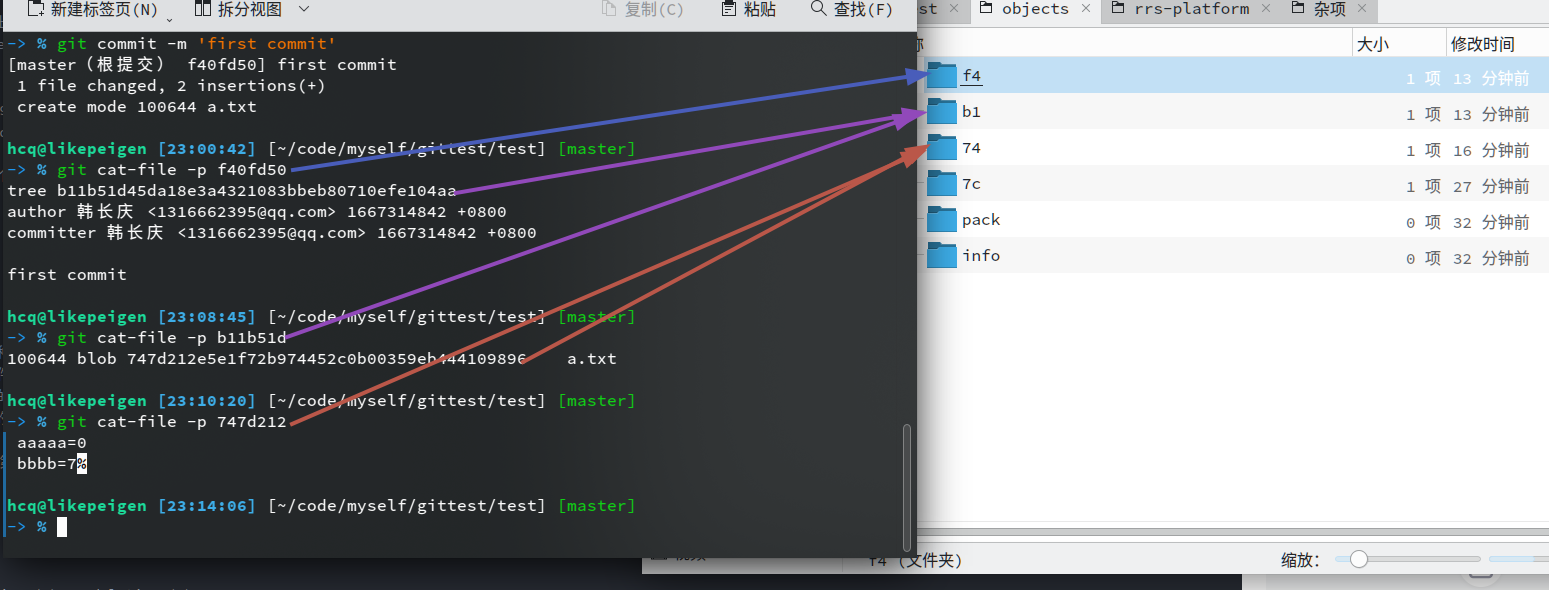 新建标签页(N)
拆分视图
复制(C)
粘贴
查找(F)
-> % git commit -m 'first commit'
[master（根提交） f40fd50] first commit
1 file changed, 2 insertions(+)
create mode 100644 a.txt
hcq@likepeigen [23:00:42] [~/code/myself/gittest/test] [master]
-> % git cat-file -p f40fd50
tree b11b51d45da18e3a4321083bbeb80710efe104aa
author 韩长庆 <1316662395@qq.com> 1667314842 +0800
committer 韩长庆 <1316662395@qq.com> 1667314842 +0800
first commit
hcq@likepeigen [23:08:45] [~/code/myself/gittest/test] [master]
-> % git cat-file -p b11b51d
100644 blob 747d212e5e1f72b974452c0b00359eb444109896 a.txt
hcq@likepeigen [23:10:20] [~/code/myself/gittest/test] [master]
-> % git cat-file -p 747d212
aaaaa=0
bbbb=7%
hcq@likepeigen [23:14:06] [~/code/myself/gittest/test] [master]
-> %
st
objects
rrs-platform
杂项
大小
修改时间
f4 1 项 13 分钟前
b1 1 项 13 分钟前
74 1 项 16 分钟前
7c 1 项 27 分钟前
pack 0 项 32 分钟前
info 0 项 32 分钟前
f4 (文件夹)
缩放：